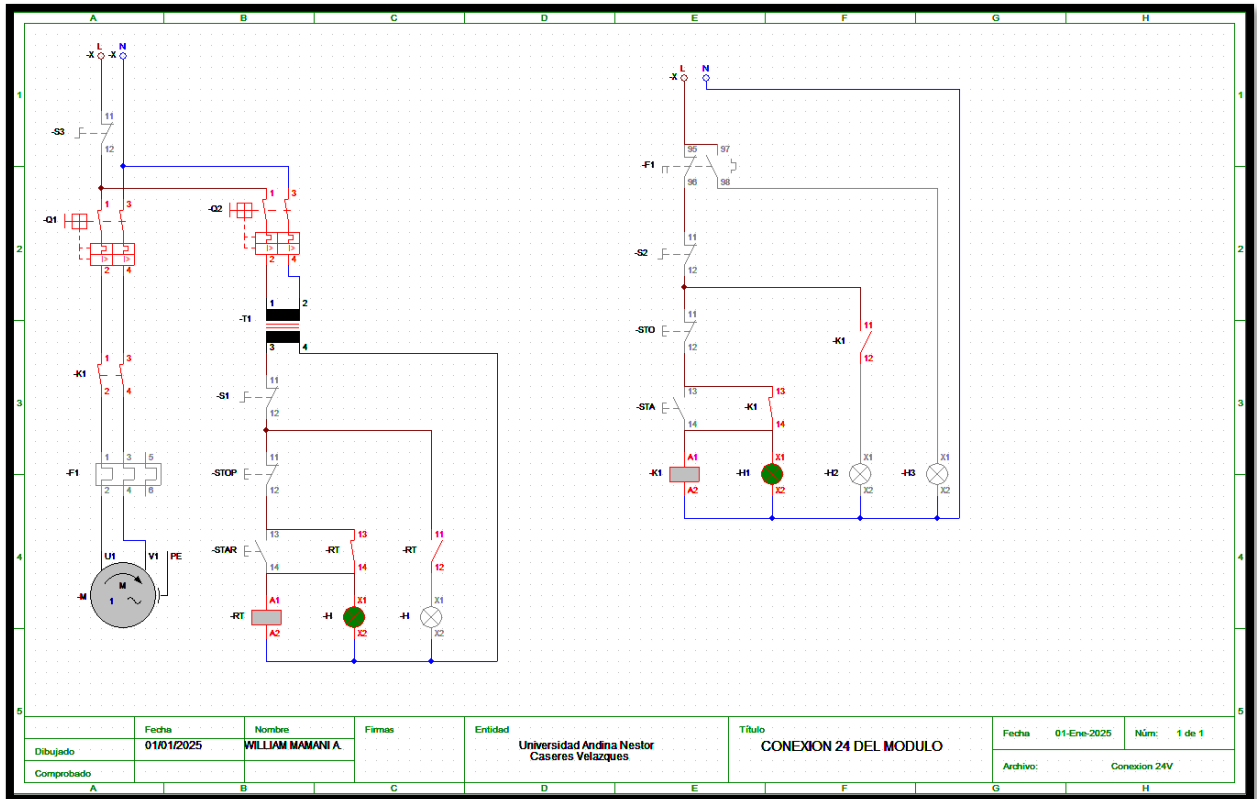 A B C D E F G H
L N
-X -X
L N
-X
1 1
11
-S3
12
95 97
-F1
96 98
1 3
-Q1
2 4
1 3
-Q2
2 4
I> I> I> I>
2 2
11
-S2
12
1 2
-T1
3 4
11
-STO
12
11
-K1
12
1 3
-K1
2 4
11
-S1
12
3 3
13
-STA
14
13
-K1
14
1 3 5
-F1
2 4 6
11
-STOP
12
A1
-K1
A2
X1
-H1
X2
X1
-H2
X2
X1
-H3
X2
4 4
13
-STAR
14
13
-RT
14
11
-RT
12
U1 V1 PE
-M
M
1
A1
-RT
A2
X1
-H
X2
X1
-H
X2
5 5
Fecha Nombre Firmas Entidad Título
Dibujado 01/01/2025 WILLIAM MAMANI A.
Comprobado
Universidad Andina Nestor
Caseres Velazques
CONEXION 24 DEL MODULO
Fecha 01-Ene-2025 Núm: 1 de 1
Archivo: Conexion 24V
A B C D E F G H